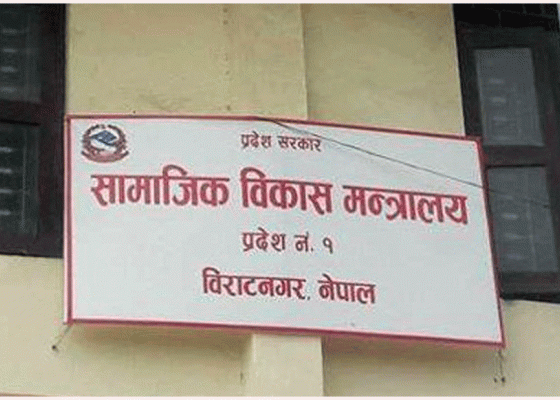 प्रदेश सरकार
सामाजिक विकास मन्त्रालय
प्रदेश नं. १
विराटनगर, नेपाल